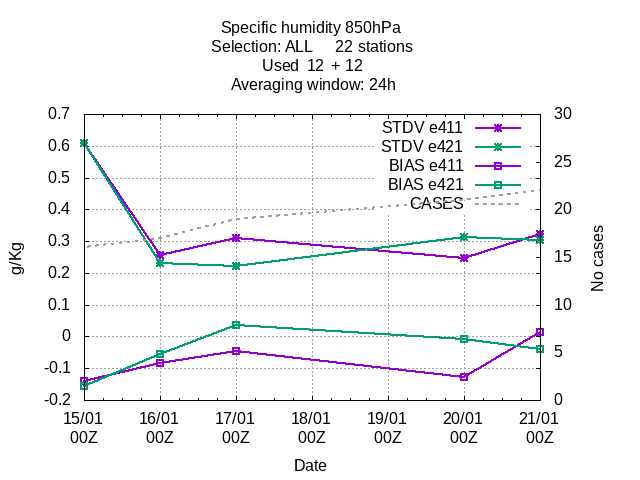 Specific humidity 850hPa
Selection: ALL 22 stations
Used 12 + 12
Averaging window: 24h
0.7
0.6
0.5
0.4
0.3
0.2
0.1
0
-0.1
-0.2
g/Kg
STDV e411
STDV e421
BIAS e411
BIAS e421
CASES
30
25
20
15
10
5
0
No cases
15/01 16/01 17/01 18/01 19/01 20/01 21/01
00Z 00Z 00Z 00Z 00Z 00Z 00Z
Date